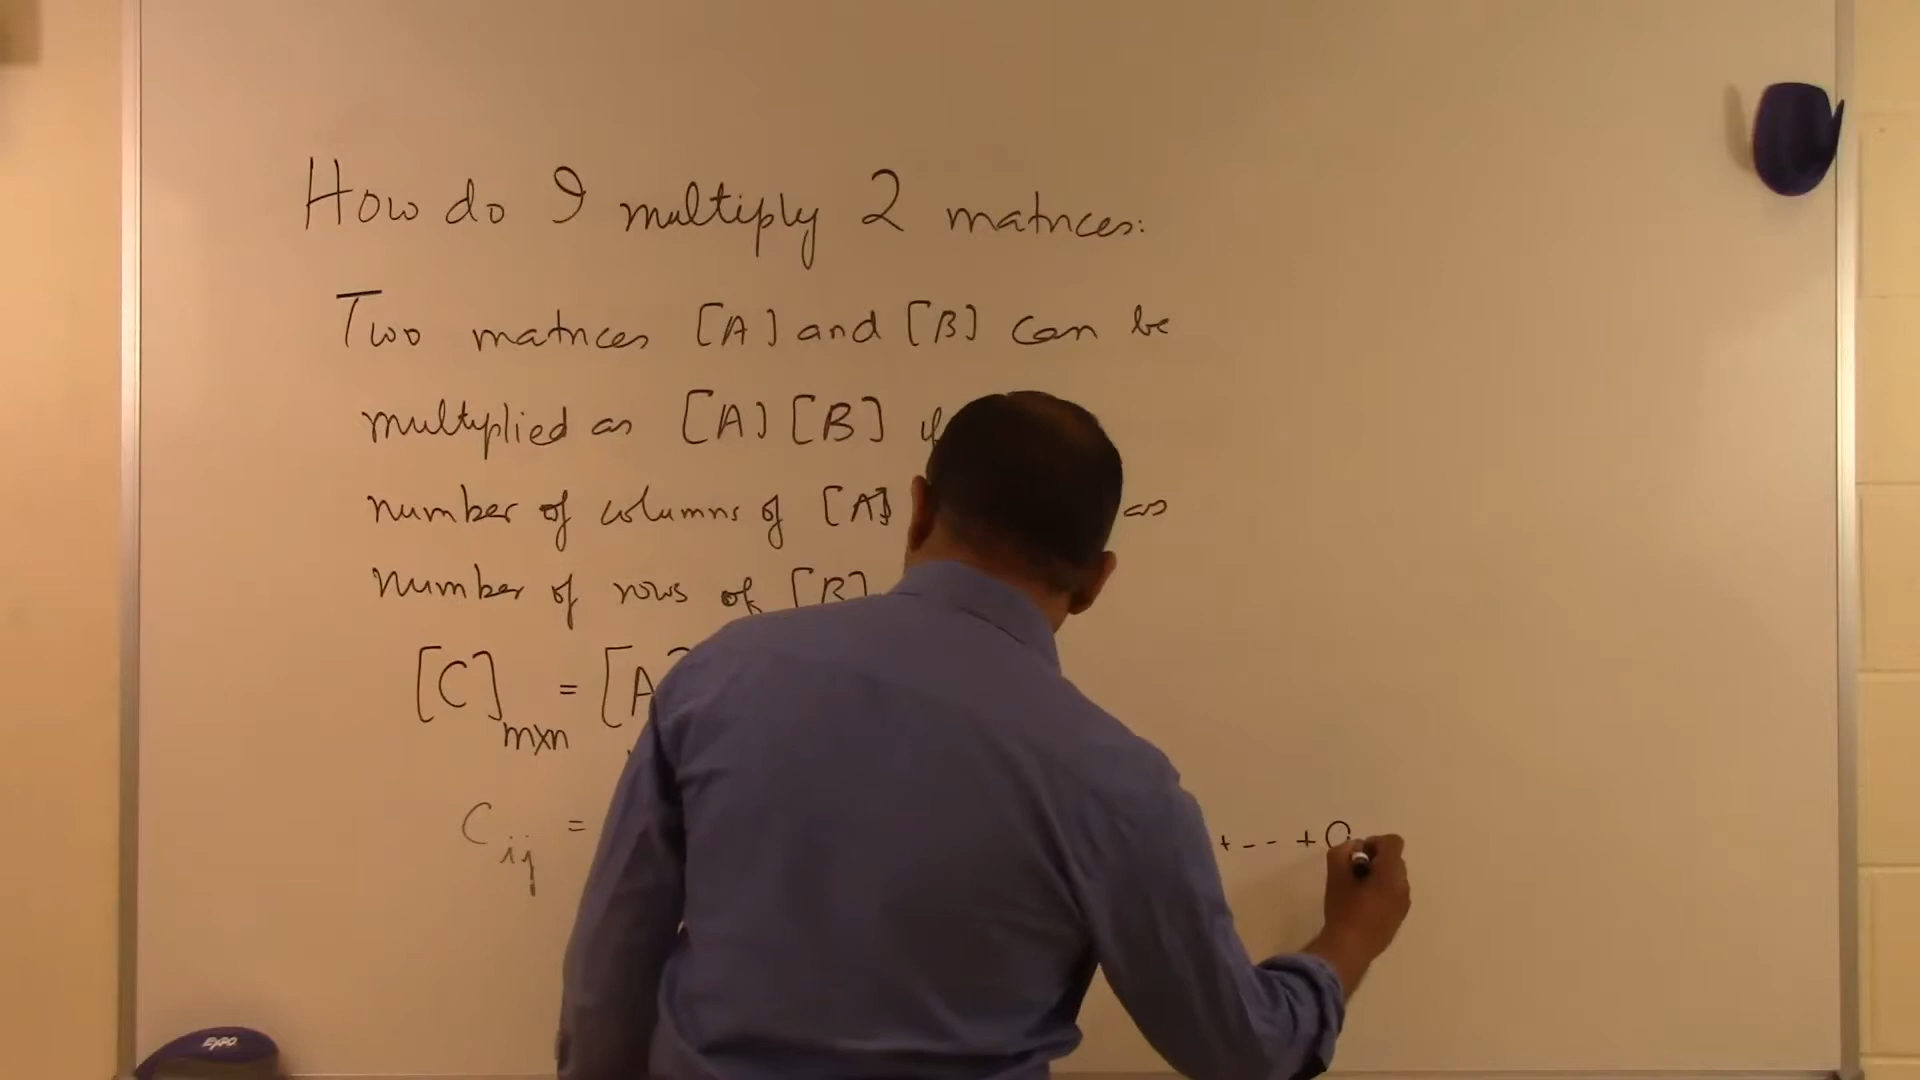 How do I multiply 2 matrices:
Two matrices [A] and [B] can be
multiplied as [A] [B] if
number of columns of [A] as
number of rows of [B]
[C] m×n = [A]
C ij = + - - +
EXPO